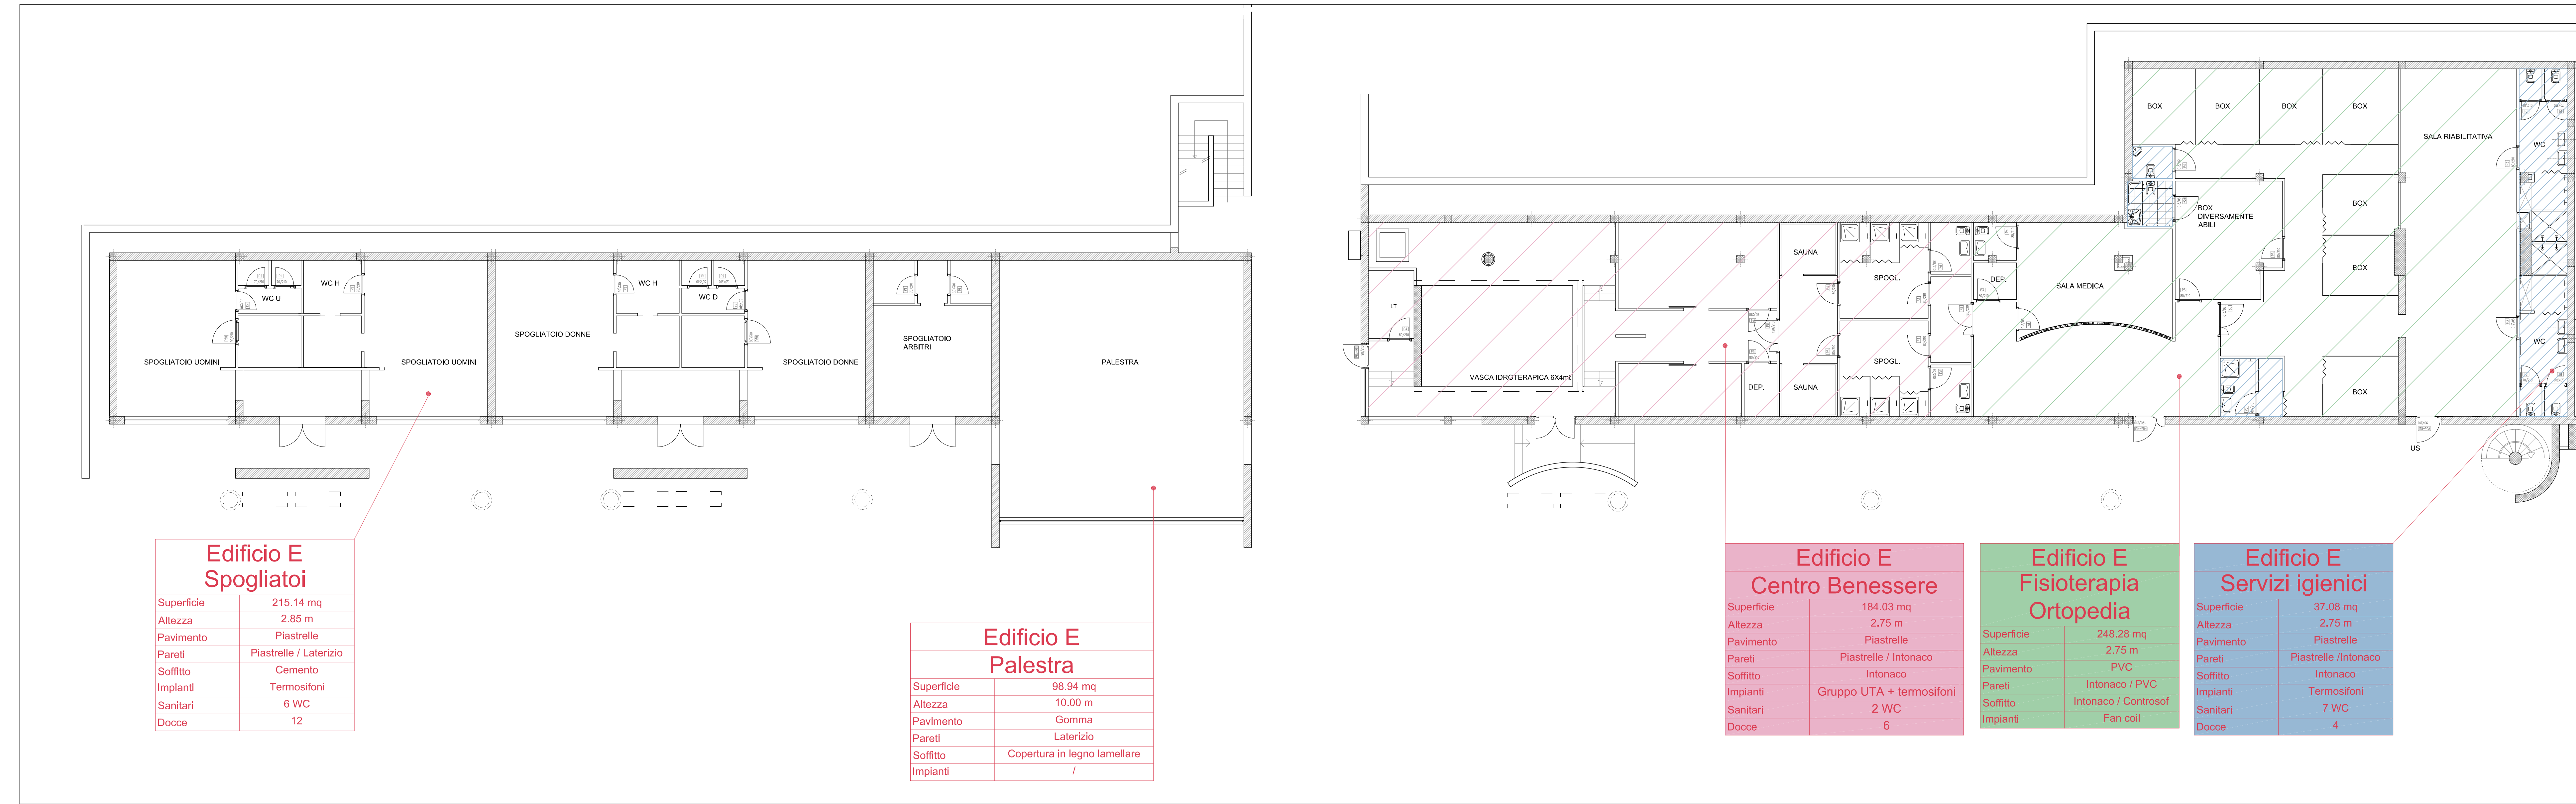 BOX
BOX
BOX
BOX
SALA RIABILITATIVA
WC
BOX
BOX
DIVERSAMENTE
ABILI
SAUNA
BOX
SPOGL.
DEP.
SALA MEDICA
WC H
WC U
WC H
WC D
LT
SPOGLIATOIO DONNE
SPOGLIATOIO
ARBITRI
WC
SPOGLIATOIO UOMINI
SPOGLIATOIO UOMINI
SPOGLIATOIO DONNE
PALESTRA
SPOGL.
VASCA IDROTERAPICA 6X4mt
DEP.
SAUNA
BOX
US
Edificio E
Spogliatoi
Superficie 215.14 mq
Altezza 2.85 m
Pavimento Piastrelle
Pareti Piastrelle / Laterizio
Soffitto Cemento
Impianti Termosifoni
Sanitari 6 WC
Docce 12
Edificio E
Palestra
Superficie 98.94 mq
Altezza 10.00 m
Pavimento Gomma
Pareti Laterizio
Soffitto Copertura in legno lamellare
Impianti /
Edificio E
Centro Benessere
Superficie 184.03 mq
Altezza 2.75 m
Pavimento Piastrelle
Pareti Piastrelle / Intonaco
Soffitto Intonaco
Impianti Gruppo UTA + termosifoni
Sanitari 2 WC
Docce 6
Edificio E
Fisioterapia
Ortopedia
Superficie 248.28 mq
Altezza 2.75 m
Pavimento PVC
Pareti Intonaco / PVC
Soffitto Intonaco / Controsof
Impianti Fan coil
Edificio E
Servizi igienici
Superficie 37.08 mq
Altezza 2.75 m
Pavimento Piastrelle
Pareti Piastrelle /Intonaco
Soffitto Intonaco
Impianti Termosifoni
Sanitari 7 WC
Docce 4